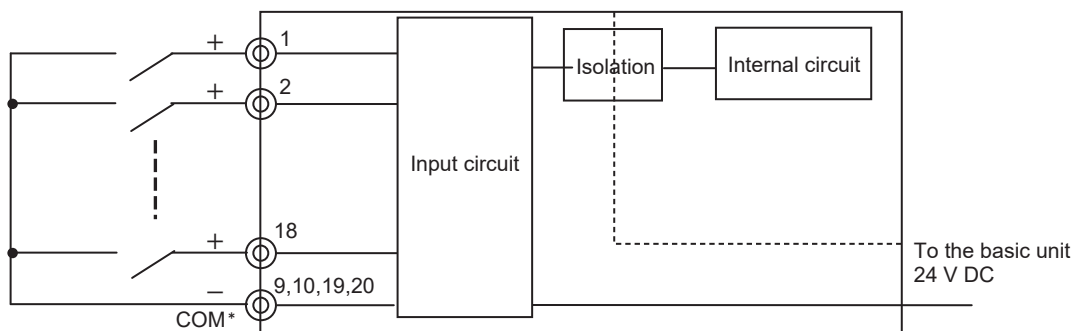 +
1
+
2
Isolation
Internal circuit
Input circuit
+
18
To the basic unit
24 V DC
−
9,10,19,20
COM*